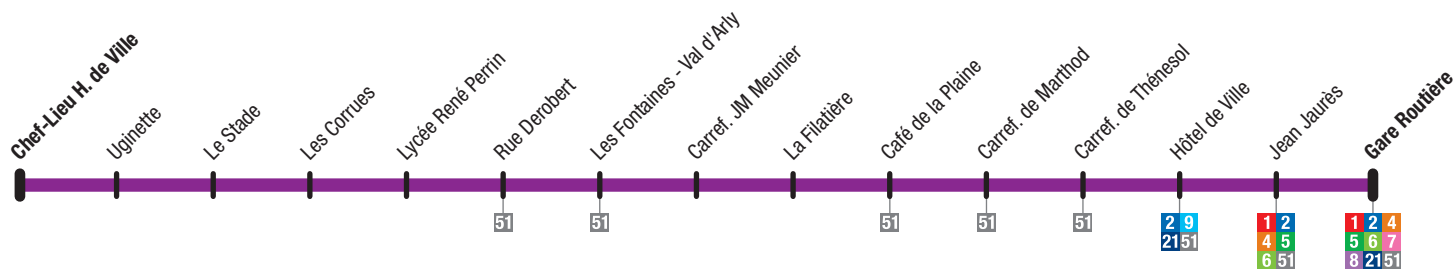 Chef-Lieu H. de Ville
Uginette
Le Stade
Les Corrues
Lycée René Perrin
Rue Derobert
Les Fontaines - Val d'Arly
Carref. JM Meunier
La Filatière
Café de la Plaine
Carref. de Marthod
Carref. de Thénesol
Hôtel de Ville
Jean Jaurès
Gare Routière
51
51
51
51
51
2 9
21 51
1 2
4 5
6 51
1 2 4
5 6 7
8 21 51